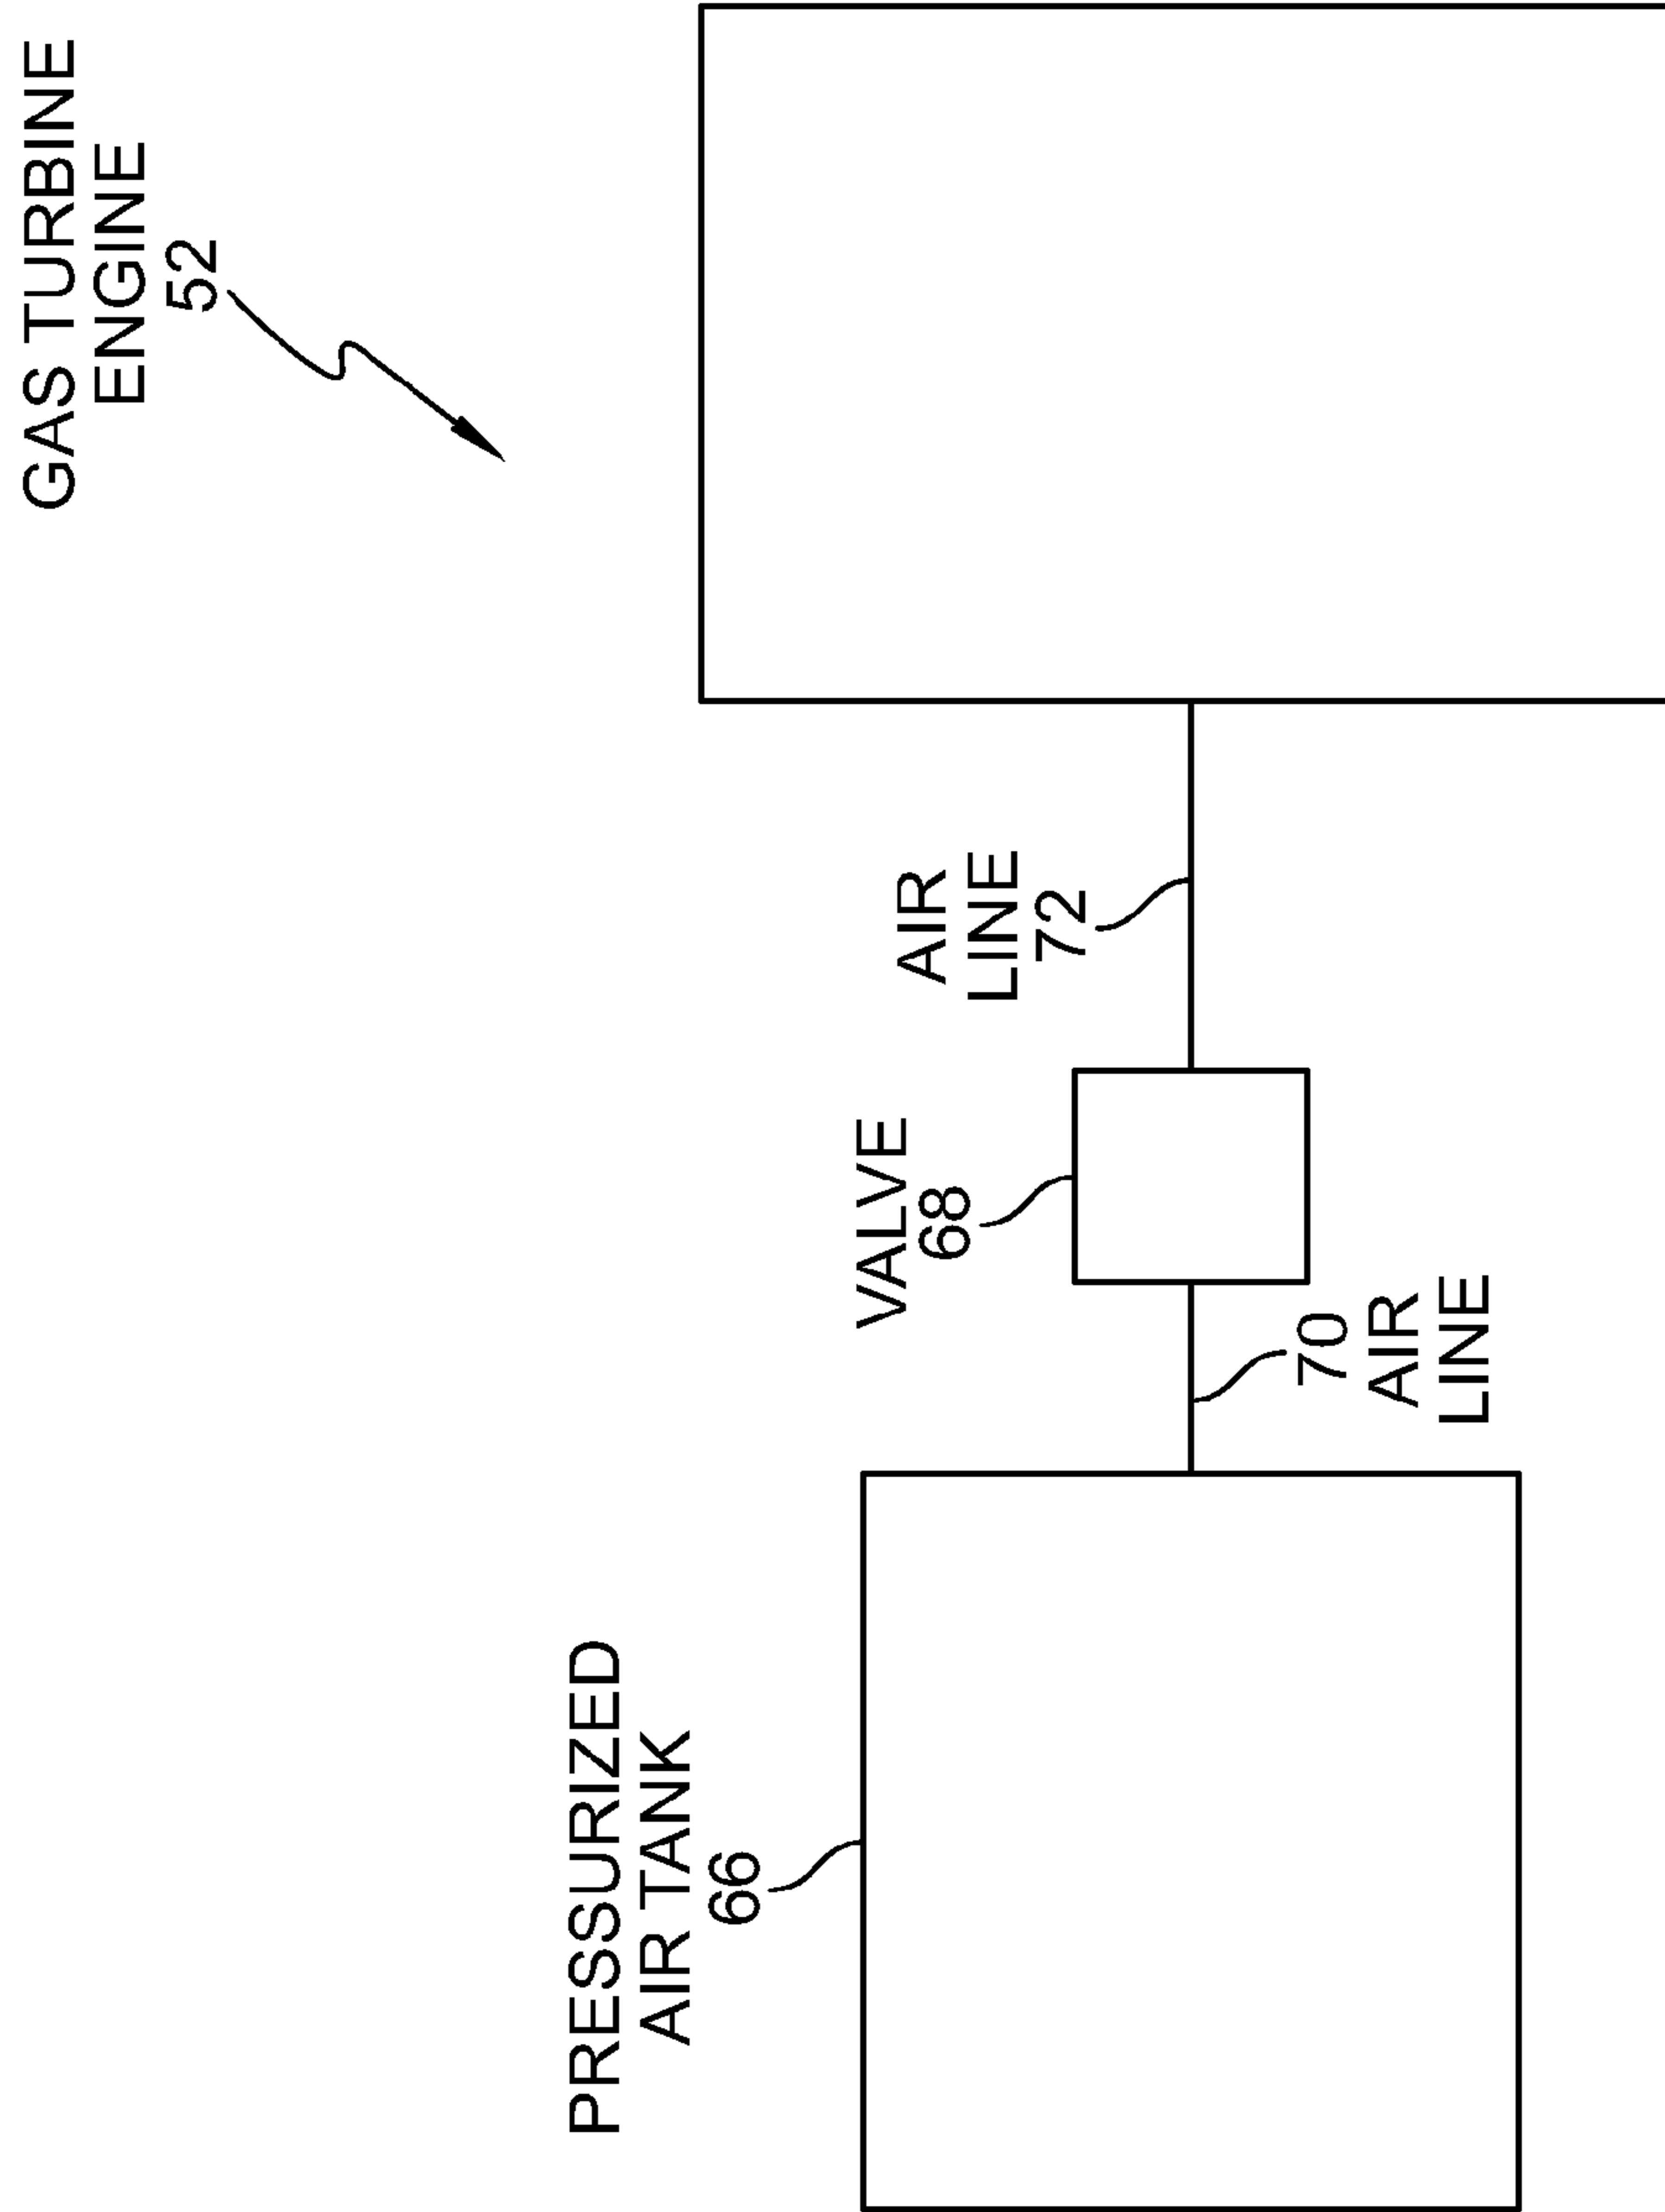 GAS TURBINE
ENGINE
52
AIR
LINE
72
VALVE
68
70
AIR
LINE
PRESSURIZED
AIR TANK
66